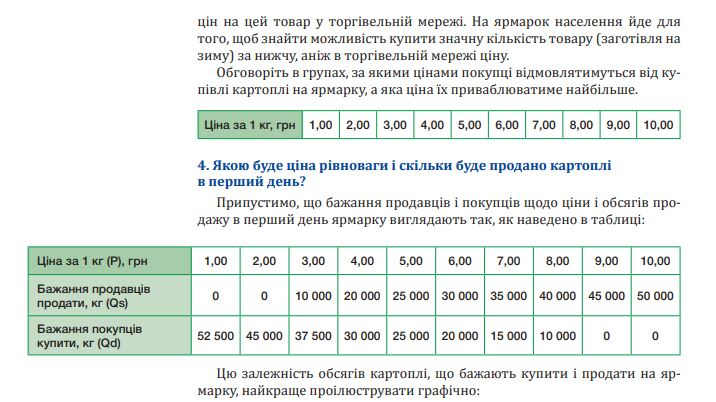 цін на цей товар у торгівельній мережі. На ярмарок населення йде для
того, щоб знайти можливість купити значну кількість товару (заготівля на
зиму) за нижчу, аніж в торгівельній мережі ціну.
Обговоріть в групах, за якими цінами покупці відмовлятимуться від ку-
півлі картоплі на ярмарку, а яка ціна їх приваблюватиме найбільше.
Ціна за 1 кг, грн 1,00 2,00 3,00 4,00 5,00 6,00 7,00 8,00 9,00 10,00
4. Якою буде ціна рівноваги і скільки буде продано картоплі
в перший день?
Припустимо, що бажання продавців і покупців щодо ціни і обсягів про-
дажу в перший день ярмарку виглядають так, як наведено в таблиці:
Ціна за 1 кг (P), грн 1,00 2,00 3,00 4,00 5,00 6,00 7,00 8,00 9,00 10,00
Бажання продавців
продати, кг (Qs) 0 0 10 000 20 000 25 000 30 000 35 000 40 000 45 000 50 000
Бажання покупців
купити, кг (Qd) 52 500 45 000 37 500 30 000 25 000 20 000 15 000 10 000 0 0
Цю залежність обсягів картоплі, що бажають купити і продати на яр-
марку, найкраще проілюструвати графічно: